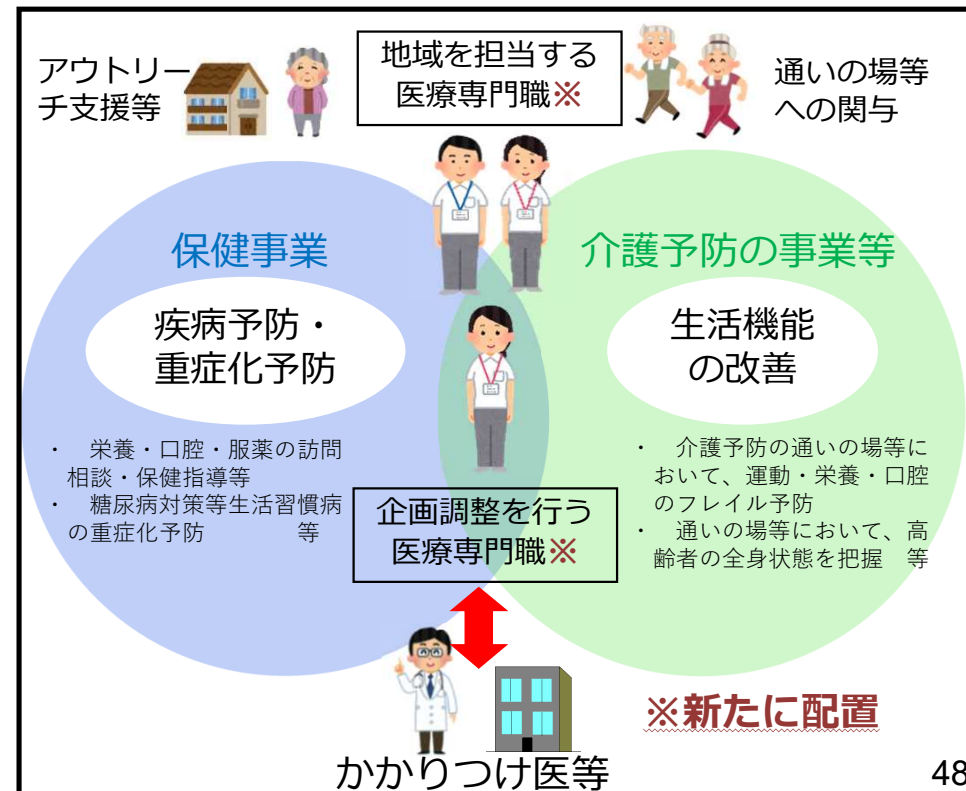 アウトリー
チ支援等
地域を担当する
医療専門職※
通いの場等
への関与
保健事業
疾病予防・
重症化予防
・　栄養・口腔・服薬の訪問
相談・保健指導等
・　糖尿病対策等生活習慣病
の重症化予防　　　　等
介護予防の事業等
生活機能
の改善
・　介護予防の通いの場等に
おいて、運動・栄養・口腔
のフレイル予防
・　通いの場等において、高
齢者の全身状態を把握　等
企画調整を行う
医療専門職※
かかりつけ医等
※新たに配置
48